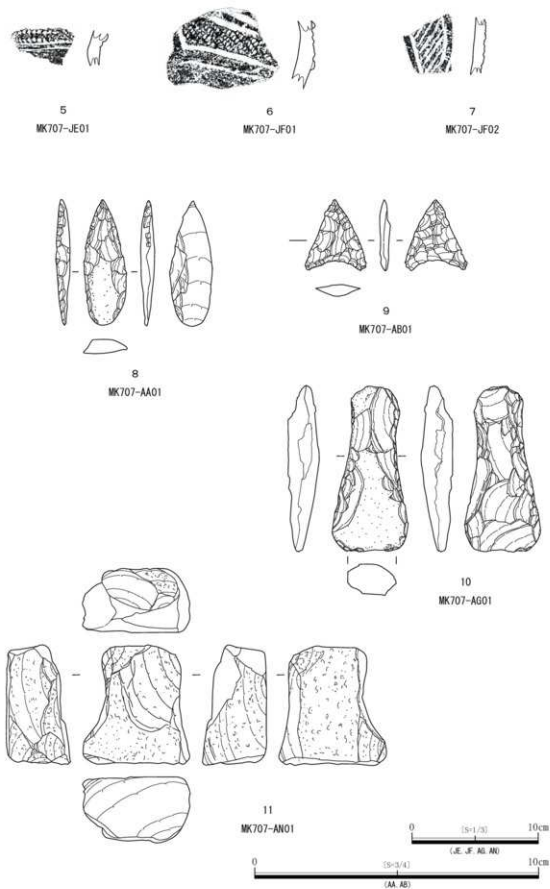 5
MK707-JE01
6
MK707-JF01
7
MK707-JF02
8
MK707-AA01
9
MK707-AB01
10
MK707-AG01
11
MK707-AN01
0 [S=1/3] 10cm
(JE. JF. AG. AN)
0 [S=3/4] 10cm
(AA. AB)